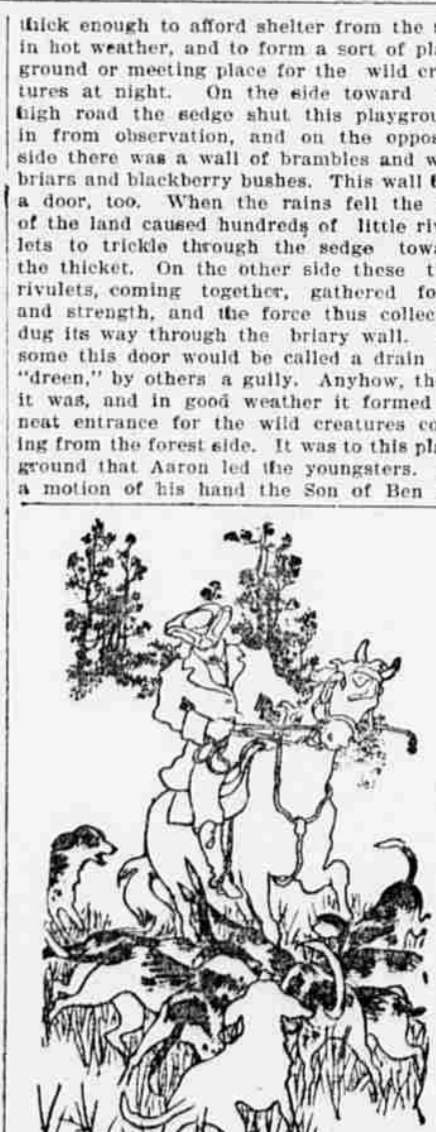 thick enough to afford shelter from the
in hot weather, and to form a sort of pla
ground or meeting place for the wild cr
tures at night. On the side toward
high road the sedge shut this playgrou
in from observation, and on the oppos
side there was a wall of brambles and w
briars and blackberry bushes. This wall
a door, too. When the rains fell the
of the land caused hundreds of little riv
lets to trickle through the sedge towa
the thicket. On the other side these t
rivulets, coming together, gathered fo
and strength, and the force thus collec
dug its way through the briary wall.
some this door would be called a drain
"dreen," by others a gully. Anyhow, th
it was, and in good weather it formed
neat entrance for the wild creatures co
ing from the forest side. It was to this pla
ground that Aaron led the youngsters.
a motion of his hand the Son of Ben